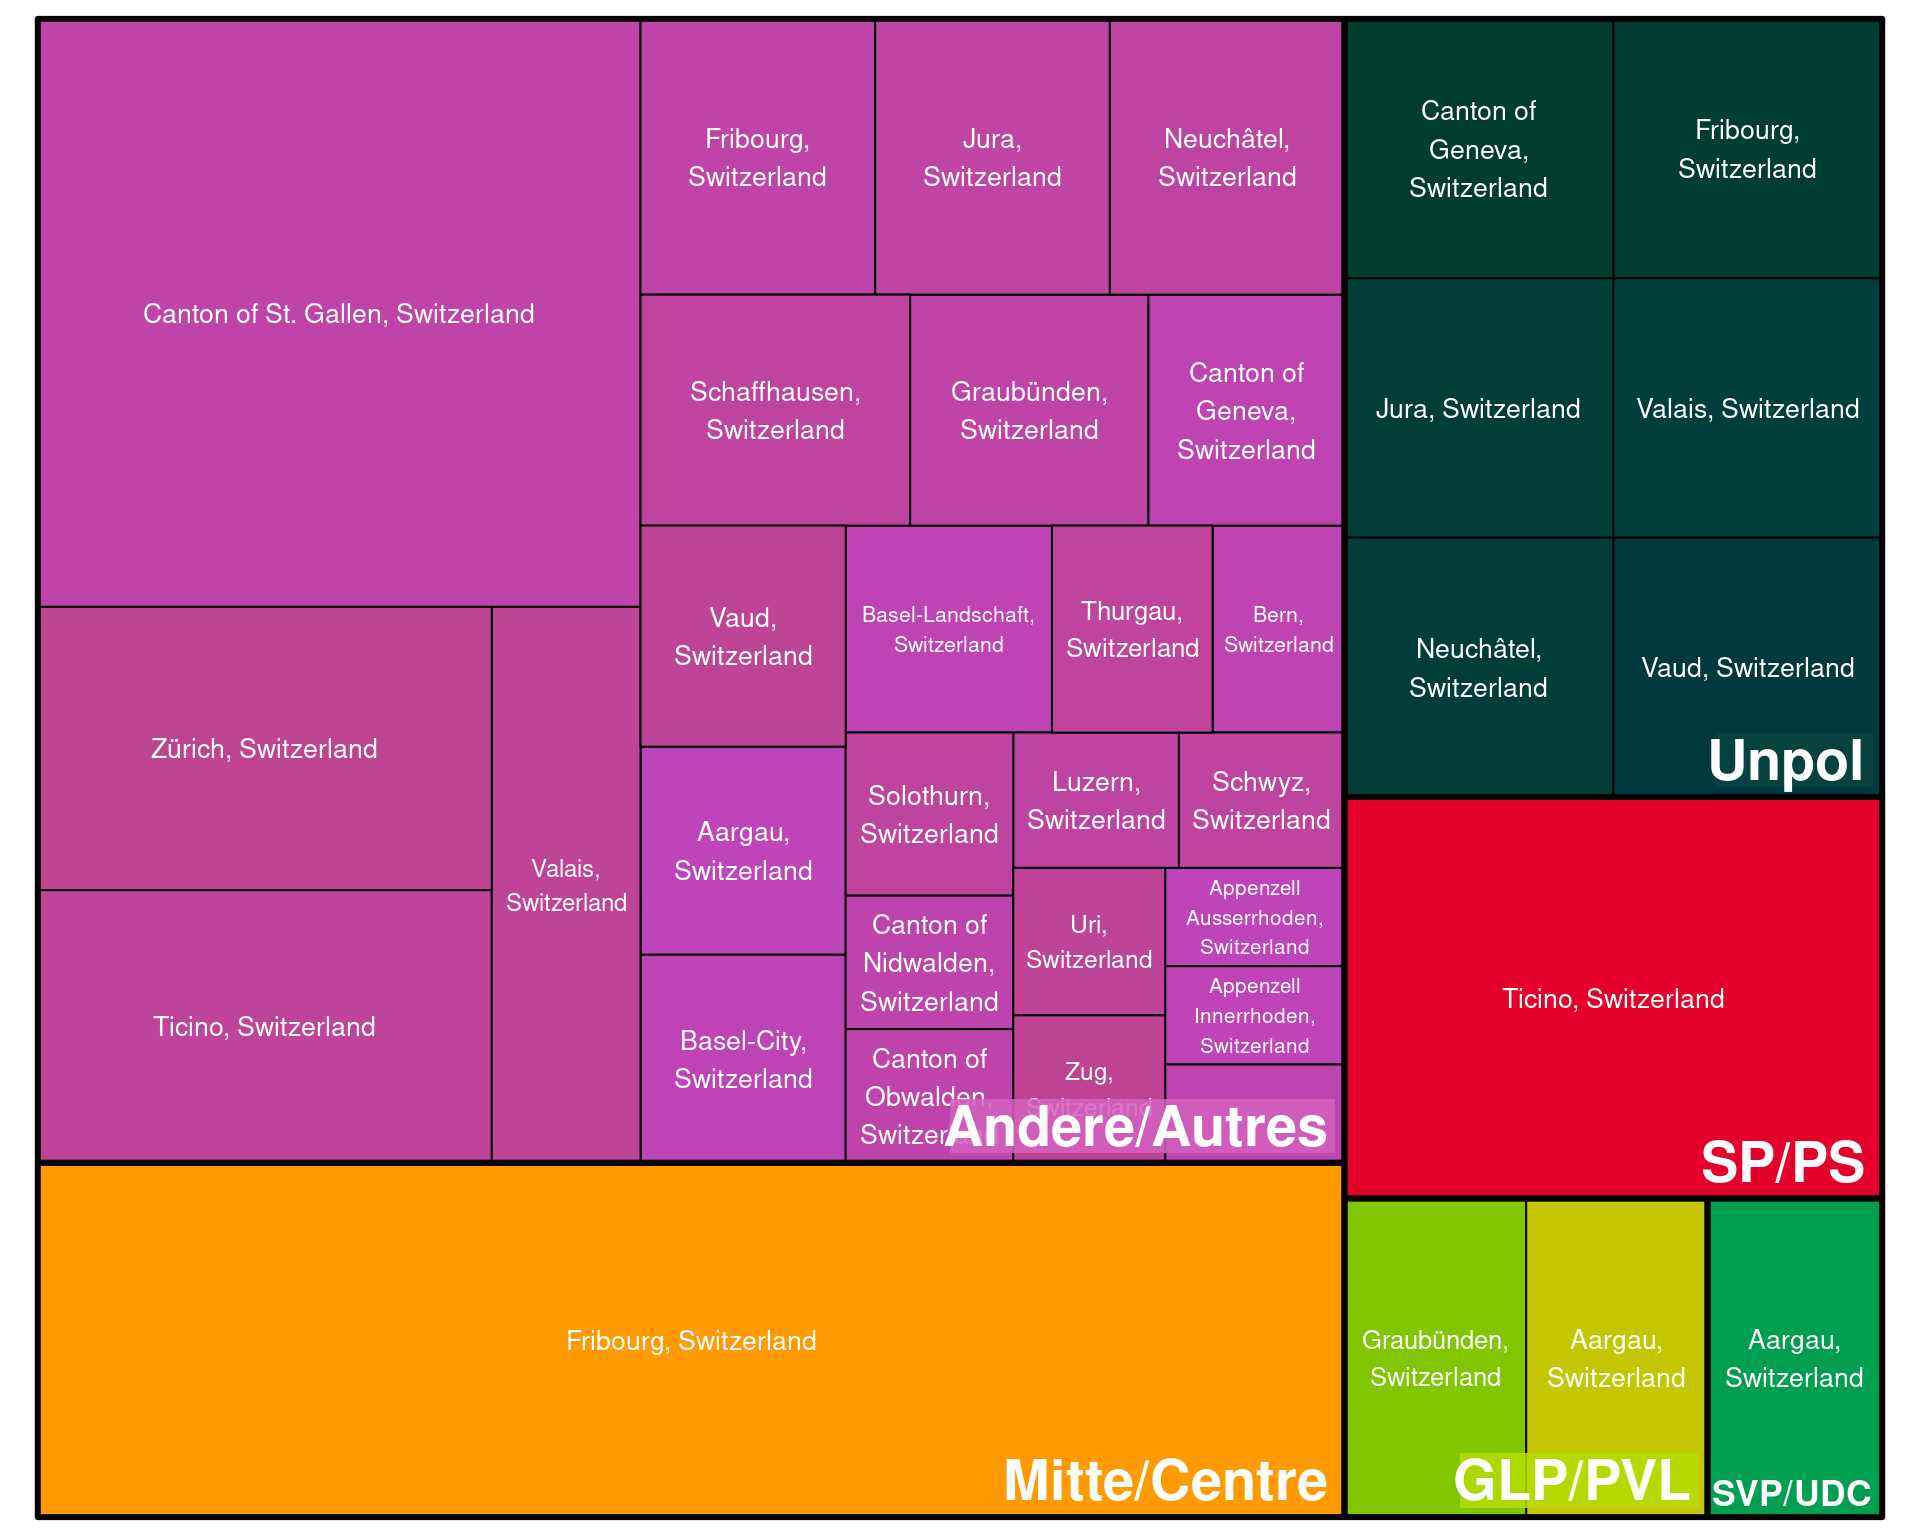 Canton of St. Gallen, Switzerland
Fribourg,
Switzerland
Jura,
Switzerland
Neuchâtel,
Switzerland
Schaffhausen,
Switzerland
Graubünden,
Switzerland
Canton of
Geneva,
Switzerland
Zürich, Switzerland
Ticino, Switzerland
Valais,
Switzerland
Vaud,
Switzerland
Basel-Landschaft,
Switzerland
Thurgau,
Switzerland
Bern,
Switzerland
Aargau,
Switzerland
Basel-City,
Switzerland
Solothurn,
Switzerland
Luzern,
Switzerland
Schwyz,
Switzerland
Canton of
Nidwalden,
Switzerland
Uri,
Switzerland
Appenzell
Ausserrhoden,
Switzerland
Appenzell
Innerrhoden,
Switzerland
Canton of
Obwalden,
Switzerland
Zug,
Switzerland
Andere/Autres
Fribourg, Switzerland
Mitte/Centre
Canton of
Geneva,
Switzerland
Fribourg,
Switzerland
Jura, Switzerland
Valais, Switzerland
Neuchâtel,
Switzerland
Vaud, Switzerland
Unpol
Ticino, Switzerland
SP/PS
Graubünden,
Switzerland
Aargau,
Switzerland
GLP/PVL
Aargau,
Switzerland
SVP/UDC